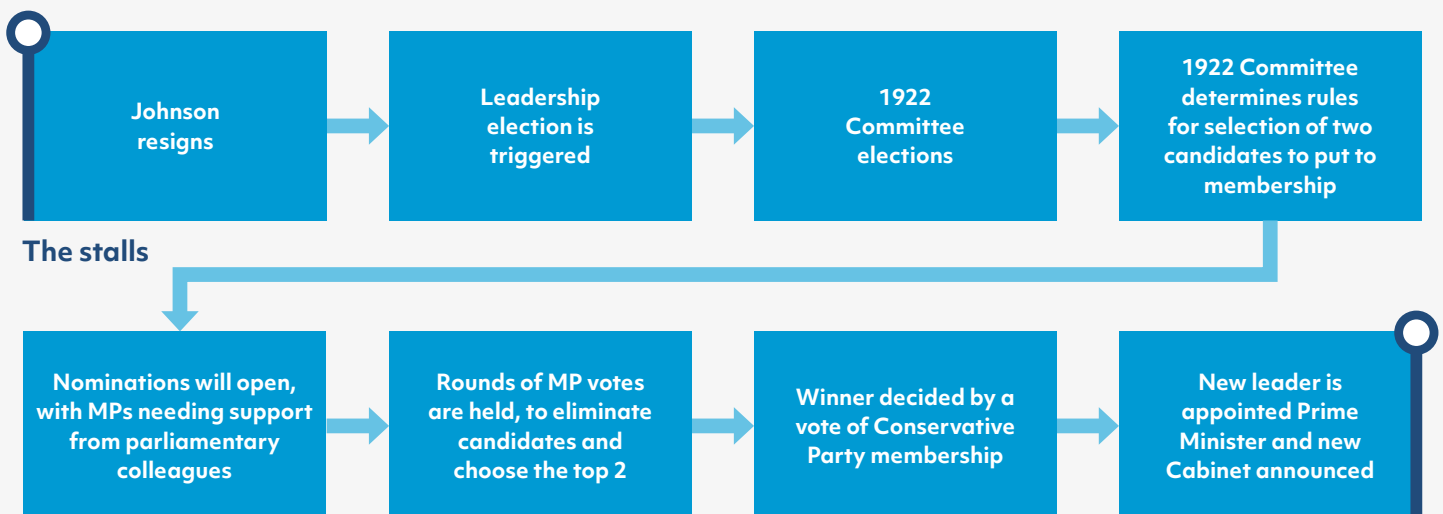 Johnson
resigns
Leadership
election is
triggered
1922
Committee
elections
1922 Committee
determines rules
for selection of two
candidates to put to
membership
The stalls
Nominations will open,
with MPs needing support
from parliamentary
colleagues
Rounds of MP votes
are held, to eliminate
candidates and
choose the top 2
Winner decided by a
vote of Conservative
Party membership
New leader is
appointed Prime
Minister and new
Cabinet announced